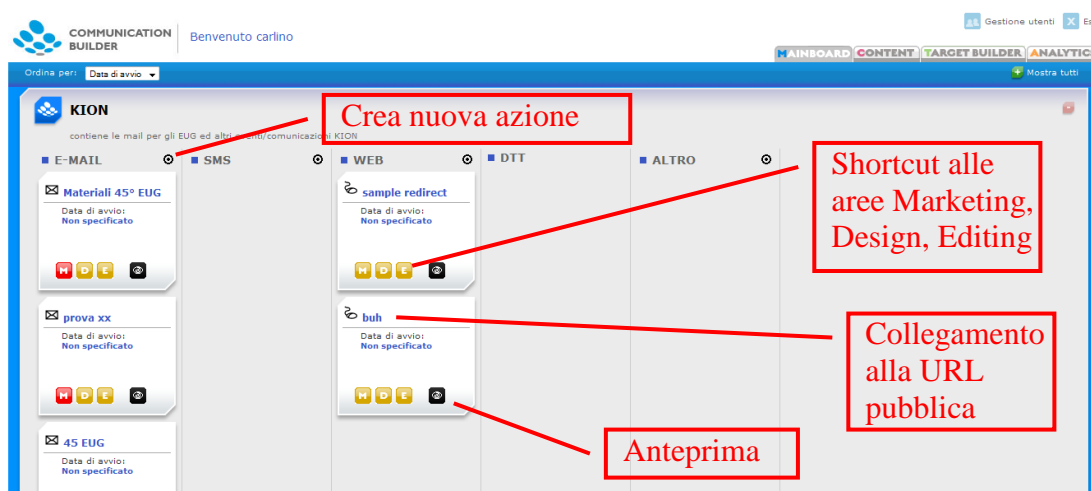 COMMUNICATION
BUILDER
Benvenuto carlino
Gestione utenti X Es
MAINBOARD CONTENT TARGET BUILDER ANALYTIC
Ordina per: Data di avvio
Mostra tutti
KION
contiene le mail per gli EUG ed altri eventi/comunicazioni KION
Crea nuova azione
E-MAIL SMS WEB DTT ALTRO
Materiali 45° EUG
Data di avvio:
Non specificato
M D E
sample redirect
Data di avvio:
Non specificato
M D E
Shortcut alle
aree Marketing,
Design, Editing
prova xx
Data di avvio:
Non specificato
M D E
buh
Data di avvio:
Non specificato
M D E
Collegamento
alla URL
pubblica
Anteprima
45 EUG
Data di avvio:
Non specificato